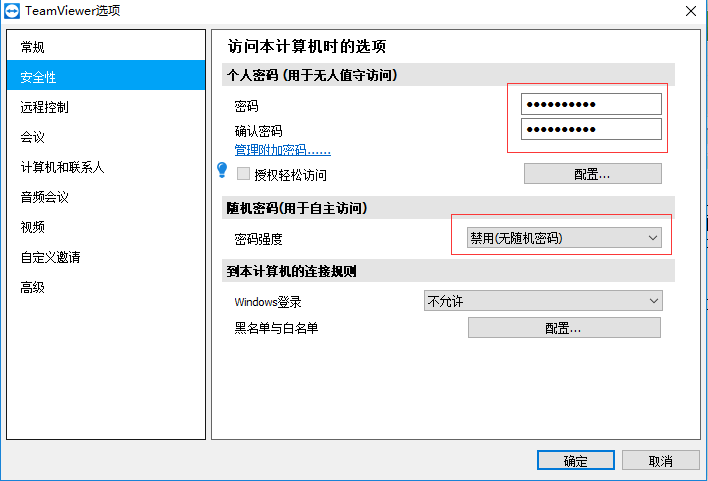 TeamViewer选项
常规
安全性
远程控制
会议
计算机和联系人
音频会议
视频
自定义邀请
高级
访问本计算机时的选项
个人密码 (用于无人值守访问)
密码 ●●●●●●●●●●
确认密码 ●●●●●●●●●●
管理附加密码......
授权轻松访问 配置...
随机密码(用于自主访问)
密码强度 禁用(无随机密码)
到本计算机的连接规则
Windows登录 不允许
黑名单与白名单 配置...
确定 取消